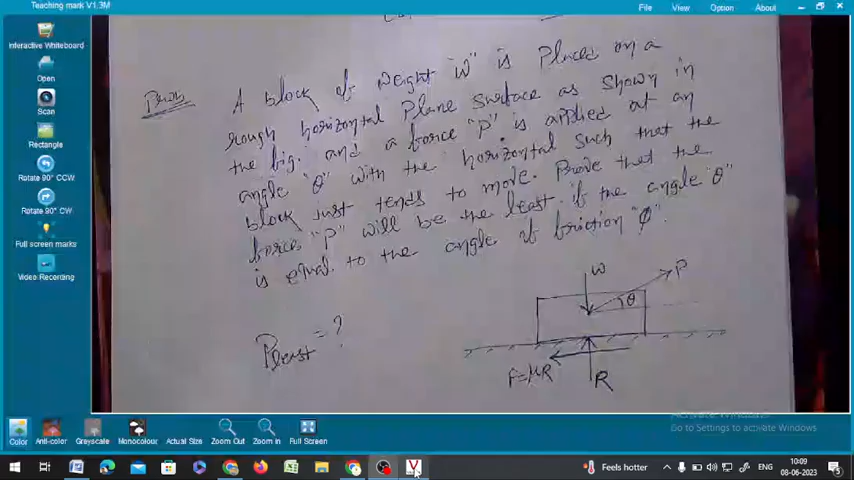 Teaching mark V1.3M
File View Option About
Interactive Whiteboard
Open
Scan
Rectangle
Rotate 90° CCW
Rotate 90° CW
Full screen marks
Video Recording
Prob
A block of weight "W" is placed on a
rough horizontal plane surface as shown in
the fig. and a force "P" is applied at an
angle "θ" with the horizontal such that the
block just tends to move. Prove that the
force "P" will be the least if the angle "θ"
is equal to the angle of friction "ϕ".
W
P
θ
P least = ?
F=μR
R
Activate Windows
Go to Settings to activate Windows.
Color Anti-color Grayscale Monocolour Actual Size Zoom Out Zoom In Full Screen
Feels hotter ENG 10:09
08-06-2023